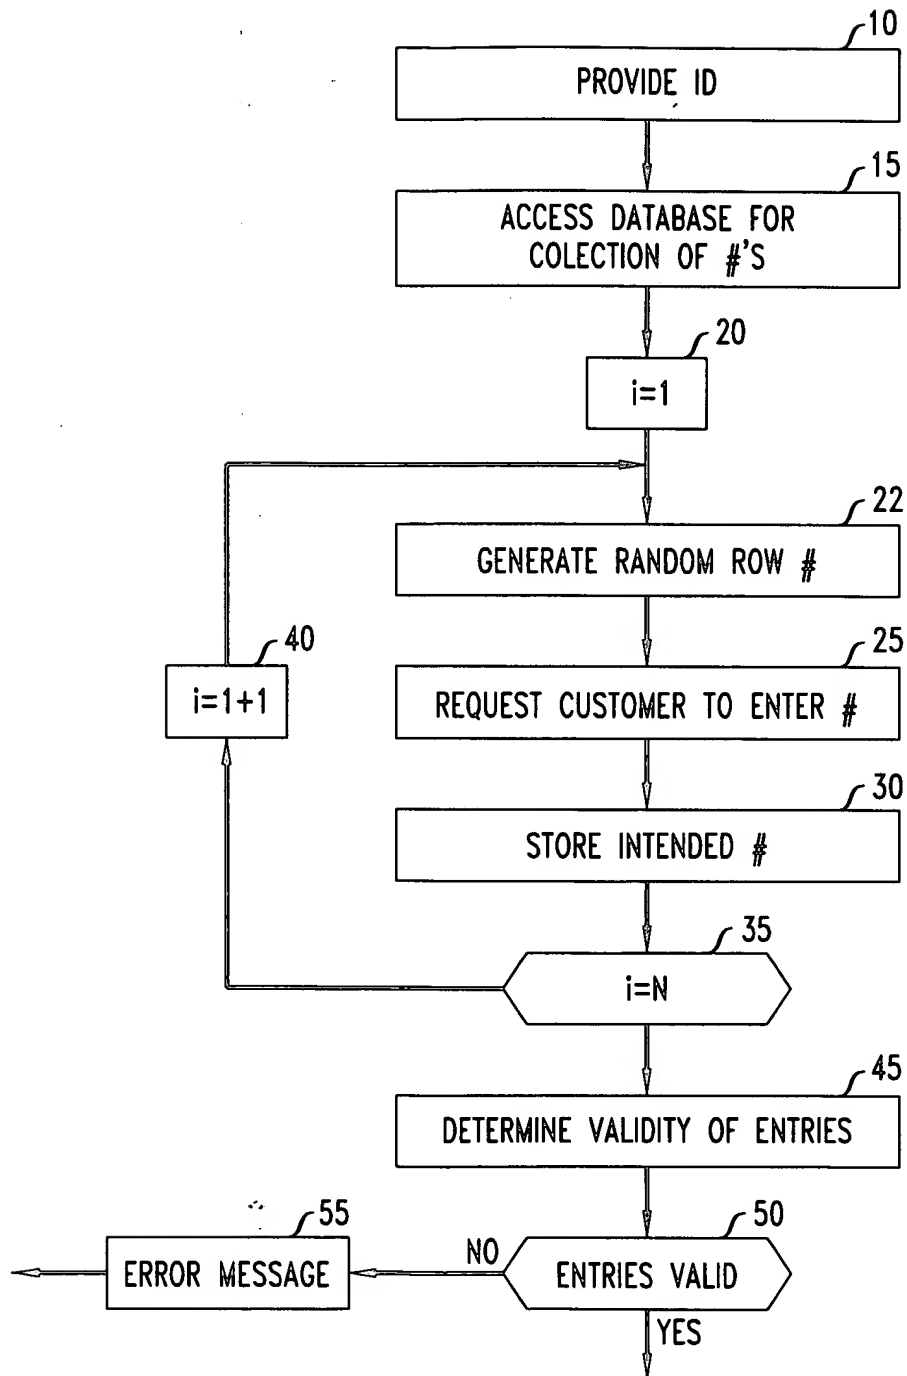 10
PROVIDE ID
15
ACCESS DATABASE FOR
COLECTION OF #'S
20
i=1
22
GENERATE RANDOM ROW #
40
i=1+1
25
REQUEST CUSTOMER TO ENTER #
30
STORE INTENDED #
35
i=N
45
DETERMINE VALIDITY OF ENTRIES
55
ERROR MESSAGE
NO
50
ENTRIES VALID
YES